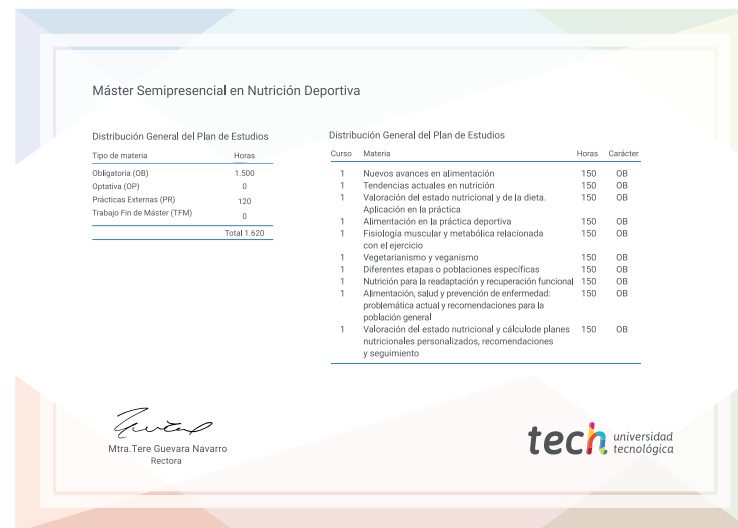 Máster Semipresencial en Nutrición Deportiva
Distribución General del Plan de Estudios
Tipo de materia Horas
Obligatoria (OB) 1.500
Optativa (OP) 0
Prácticas Externas (PR) 120
Trabajo Fin de Máster (TFM) 0
Total 1.620
Distribución General del Plan de Estudios
Curso Materia Horas Carácter
1 Nuevos avances en alimentación 150 OB
1 Tendencias actuales en nutrición 150 OB
1 Valoración del estado nutricional y de la dieta. 150 OB
Aplicación en la práctica
1 Alimentación en la práctica deportiva 150 OB
1 Fisiología muscular y metabólica relacionada 150 OB
con el ejercicio
1 Vegetarianismo y veganismo 150 OB
1 Diferentes etapas o poblaciones específicas 150 OB
1 Nutrición para la readaptación y recuperación funcional 150 OB
1 Alimentación, salud y prevención de enfermedad: 150 OB
problemática actual y recomendaciones para la
población general
1 Valoración del estado nutricional y cálculode planes 150 OB
nutricionales personalizados, recomendaciones
y seguimiento
Mtra.Tere Guevara Navarro
Rectora
tech universidad
tecnológica